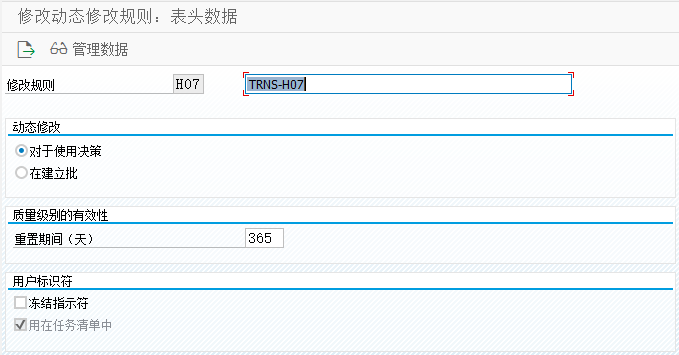 修改动态修改规则：表头数据
管理数据
修改规则 H07 TRNS-H07
动态修改
对于使用决策
在建立批
质量级别的有效性
重置期间（天） 365
用户标识符
冻结指示符
用在任务清单中